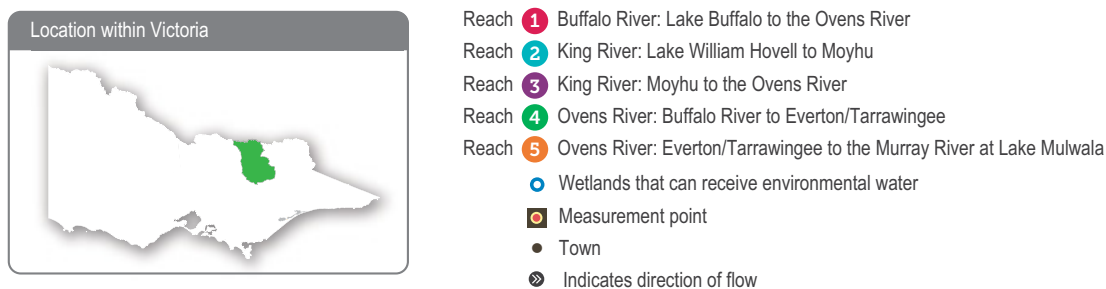 Location within Victoria
Reach 1 Buffalo River: Lake Buffalo to the Ovens River
Reach 2 King River: Lake William Hovell to Moyhu
Reach 3 King River: Moyhu to the Ovens River
Reach 4 Ovens River: Buffalo River to Everton/Tarrawingee
Reach 5 Ovens River: Everton/Tarrawingee to the Murray River at Lake Mulwala
Wetlands that can receive environmental water
Measurement point
Town
Indicates direction of flow